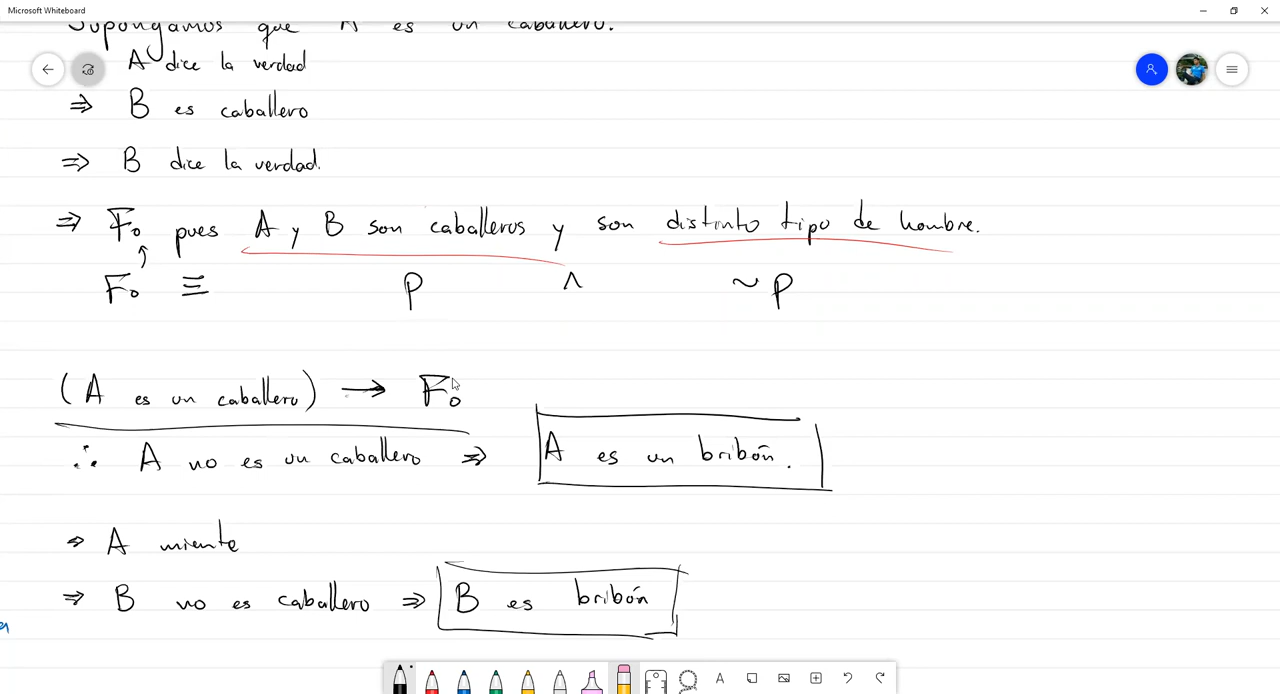 Microsoft Whiteboard
Supongamos que A es un caballero.
A dice la verdad
⇒ B es caballero
⇒ B dice la verdad.
⇒ F₀ pues A y B son caballeros y son distinto tipo de hombre.
F₀ ≡ p ∧ ~p
(A es un caballero) → F₀
∴ A no es un caballero ⇒ A es un bribón.
⇒ A miente
⇒ B no es caballero ⇒ B es bribón